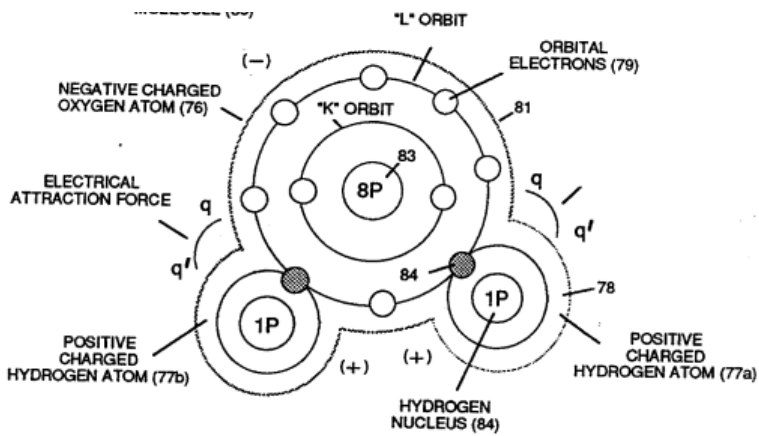 "L" ORBIT
ORBITAL
ELECTRONS (79)
(−)
NEGATIVE CHARGED
OXYGEN ATOM (76)
81
"K" ORBIT
83
8P
ELECTRICAL
ATTRACTION FORCE
q
q'
q
q'
84
78
1P
1P
POSITIVE
CHARGED
HYDROGEN ATOM (77b)
(+)
(+)
POSITIVE
CHARGED
HYDROGEN ATOM (77a)
HYDROGEN
NUCLEUS (84)